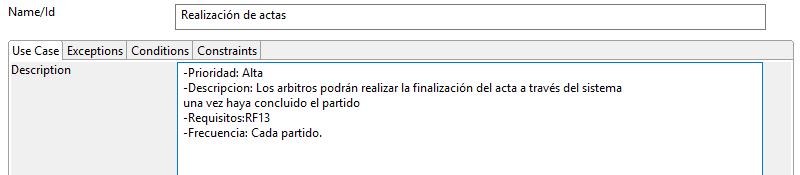 Name/Id
Realización de actas
Use Case Exceptions Conditions Constraints
Description
-Prioridad: Alta
-Descripcion: Los arbitros podrán realizar la finalización del acta a través del sistema
una vez haya concluido el partido
-Requisitos:RF13
-Frecuencia: Cada partido.